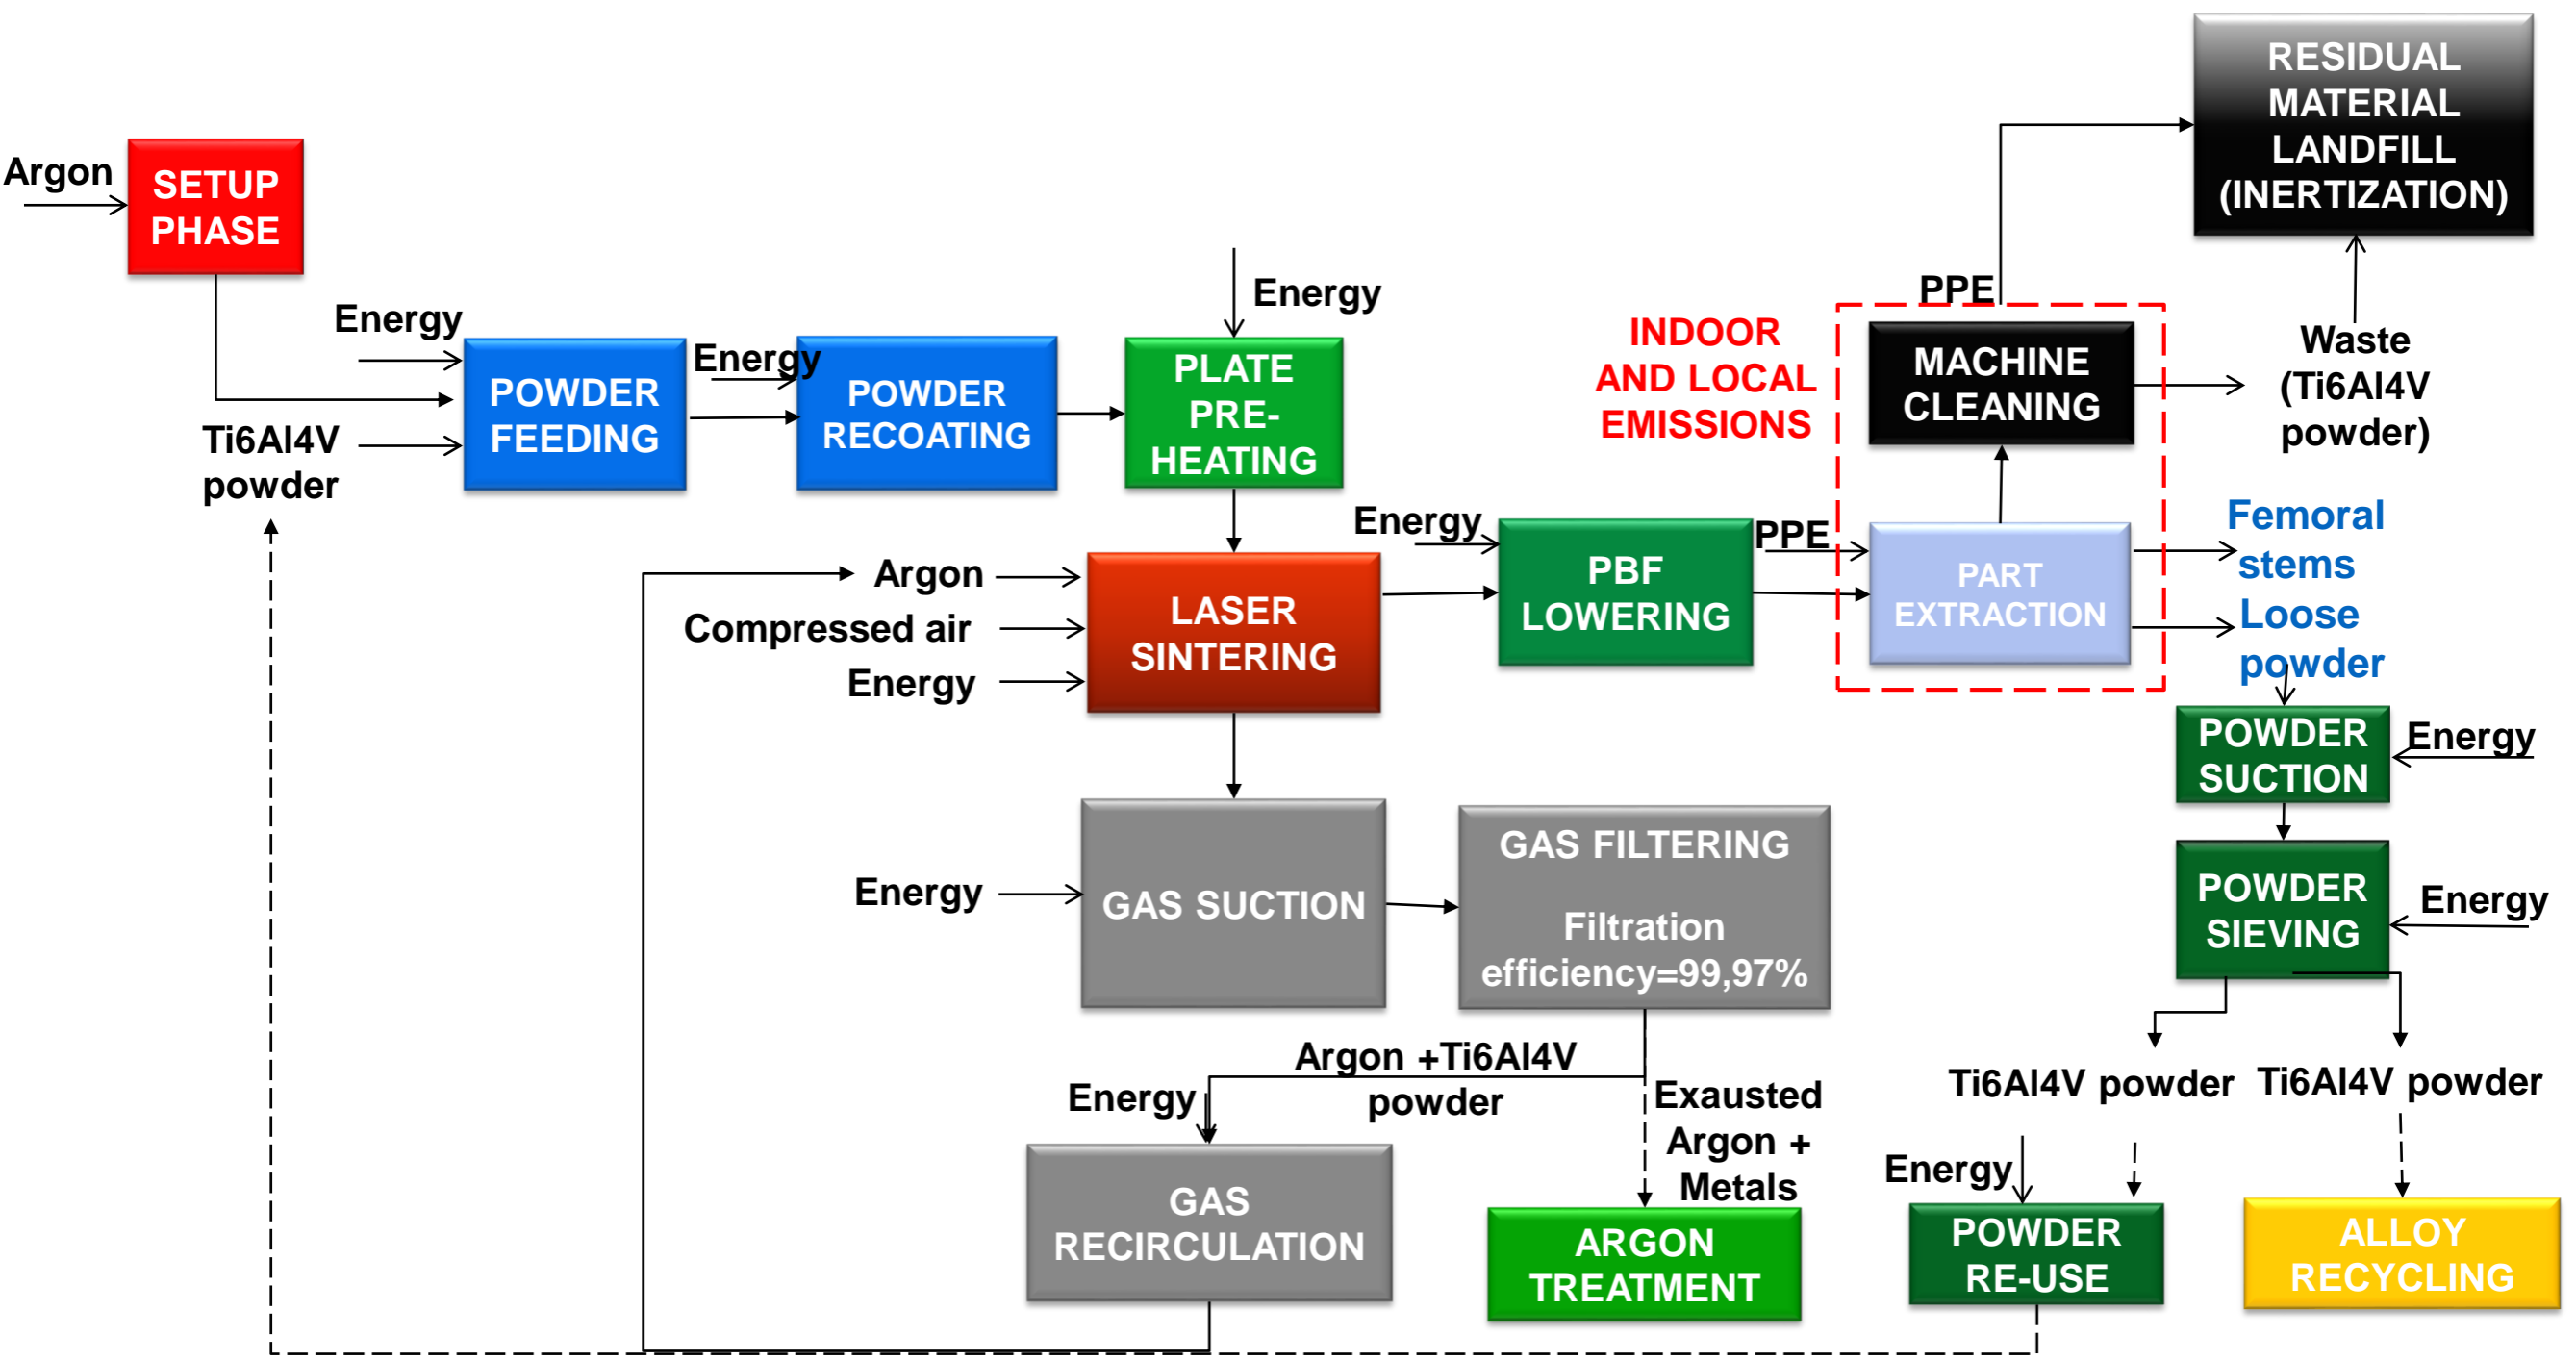 RESIDUAL
MATERIAL
LANDFILL
(INERTIZATION)
Argon
SETUP
PHASE
Energy
Ti6Al4V
powder
POWDER
FEEDING
Energy
POWDER
RECOATING
Energy
PLATE
PRE-
HEATING
INDOOR
AND LOCAL
EMISSIONS
PPE
MACHINE
CLEANING
Waste
(Ti6Al4V
powder)
Argon
Compressed air
Energy
LASER
SINTERING
Energy
PBF
LOWERING
PPE
PART
EXTRACTION
Femoral
stems
Loose
powder
POWDER
SUCTION
Energy
POWDER
SIEVING
Energy
Energy
GAS SUCTION
GAS FILTERING
Filtration
efficiency=99,97%
Argon +Ti6Al4V
powder
Energy
GAS
RECIRCULATION
Exausted
Argon +
Metals
ARGON
TREATMENT
Ti6Al4V powder
Ti6Al4V powder
Energy
POWDER
RE-USE
ALLOY
RECYCLING